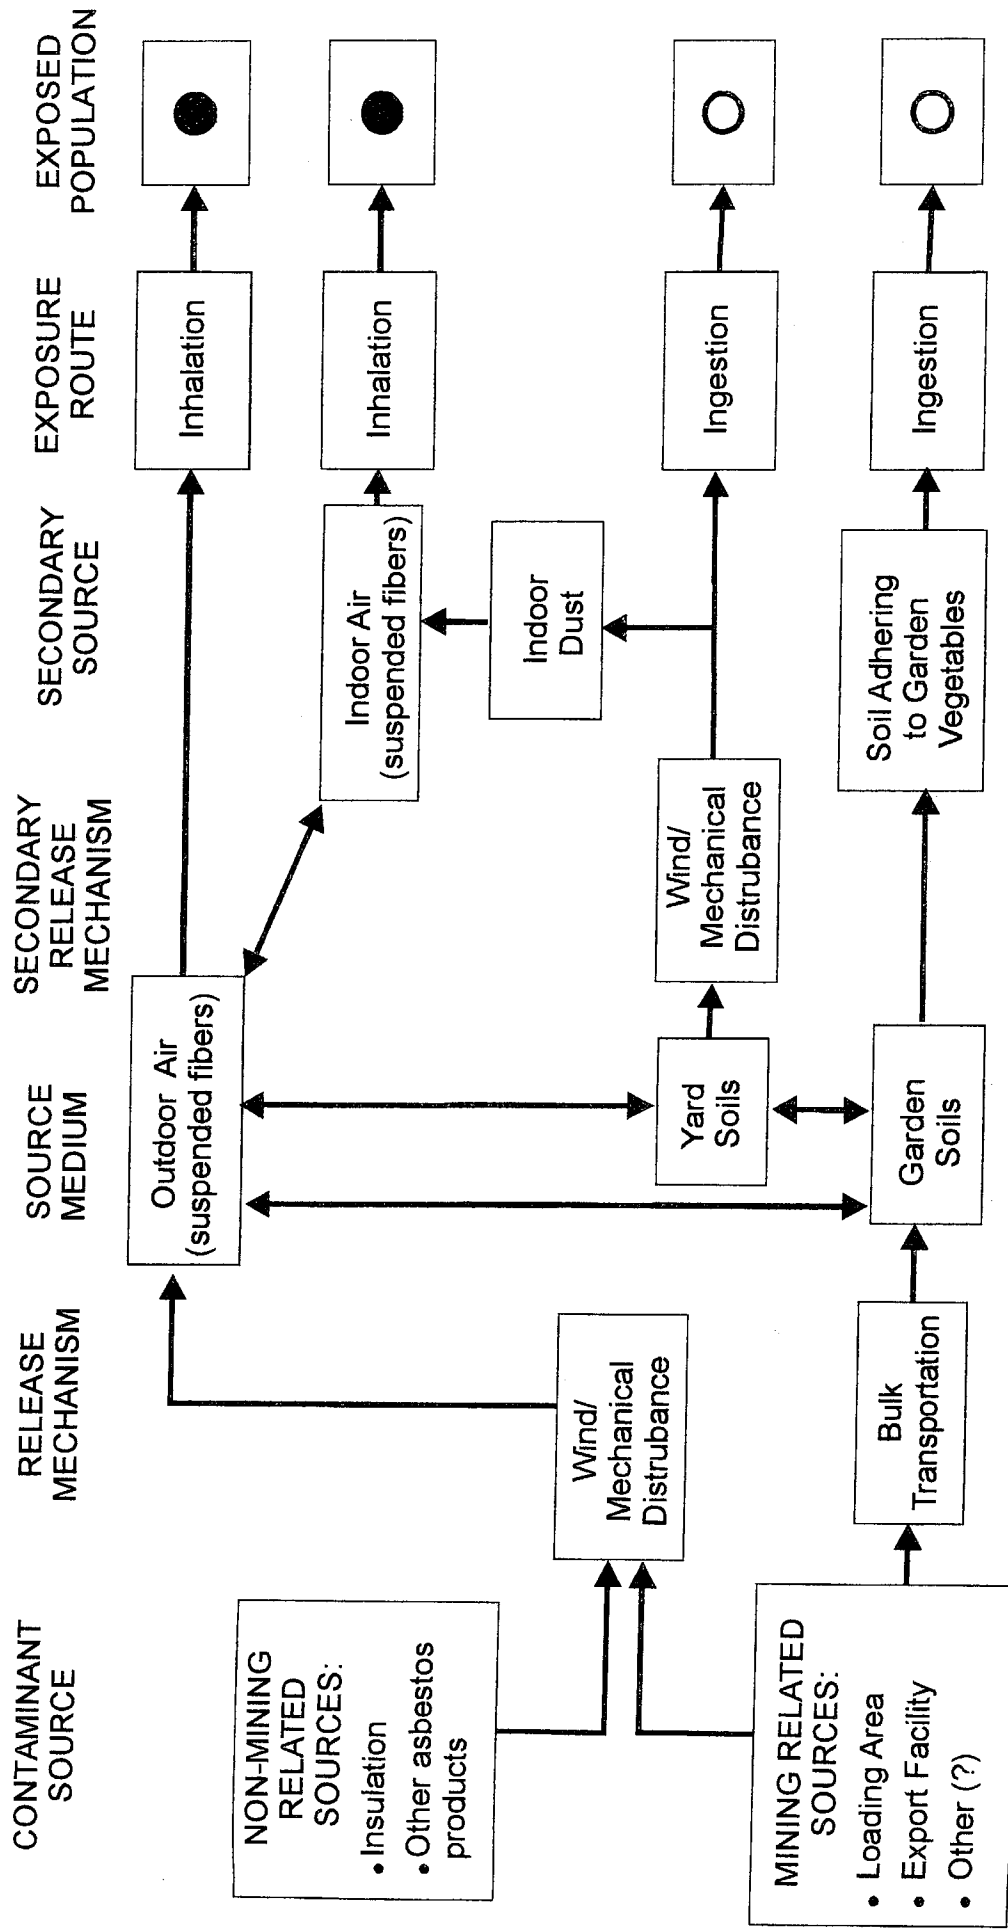 CONTAMINANT
SOURCE
RELEASE
MECHANISM
SOURCE
MEDIUM
SECONDARY
RELEASE
MECHANISM
SECONDARY
SOURCE
EXPOSURE
ROUTE
EXPOSED
POPULATION
NON-MINING
RELATED
SOURCES:
• Insulation
• Other asbestos
products
MINING RELATED
SOURCES:
• Loading Area
• Export Facility
• Other (?)
Wind/
Mechanical
Distrubance
Bulk
Transportation
Outdoor Air
(suspended fibers)
Yard
Soils
Garden
Soils
Wind/
Mechanical
Distrubance
Indoor Air
(suspended fibers)
Indoor
Dust
Soil Adhering
to Garden
Vegetables
Inhalation
Inhalation
Ingestion
Ingestion